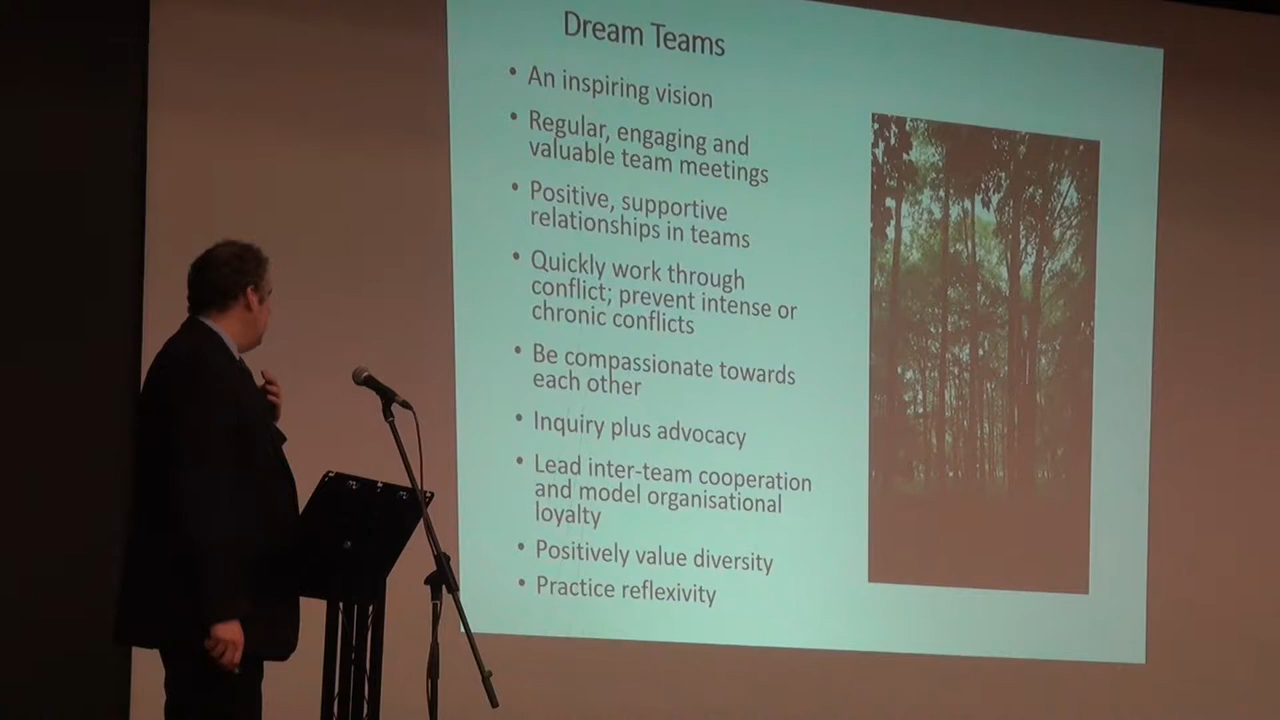 Dream Teams
• An inspiring vision
• Regular, engaging and
valuable team meetings
• Positive, supportive
relationships in teams
• Quickly work through
conflict; prevent intense or
chronic conflicts
• Be compassionate towards
each other
• Inquiry plus advocacy
• Lead inter-team cooperation
and model organisational
loyalty
• Positively value diversity
• Practice reflexivity